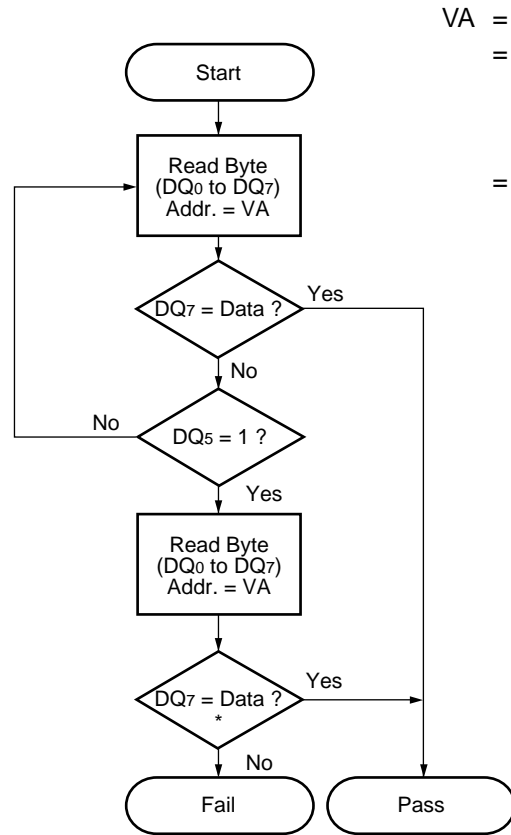 VA =
=
=
Start
Read Byte
(DQ0 to DQ7)
Addr. = VA
DQ7 = Data ?
Yes
No
No
DQ5 = 1 ?
Yes
Read Byte
(DQ0 to DQ7)
Addr. = VA
DQ7 = Data ?
*
Yes
No
Fail
Pass